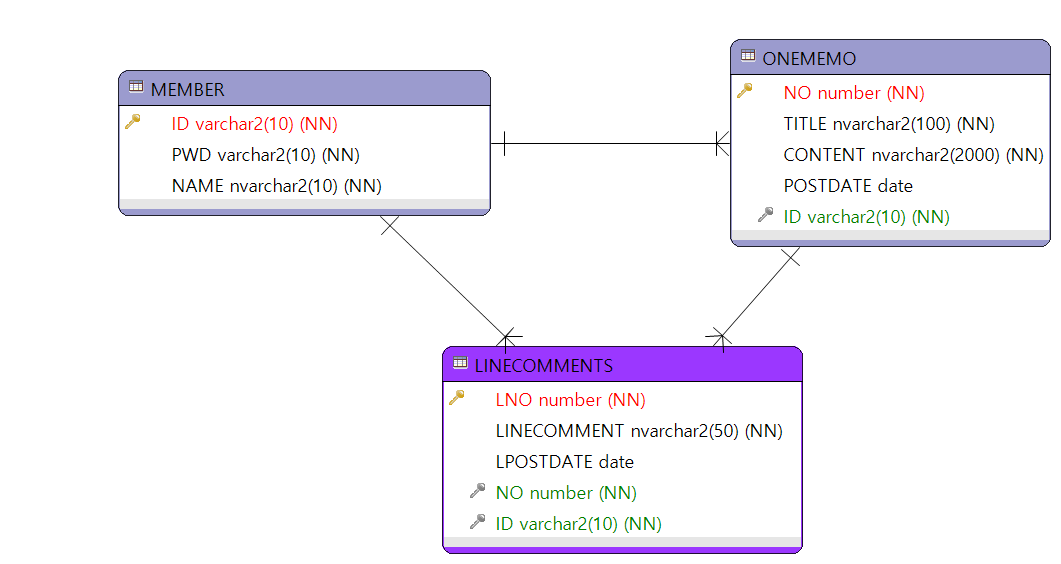 MEMBER
ID varchar2(10) (NN)
PWD varchar2(10) (NN)
NAME nvarchar2(10) (NN)
ONEMEMO
NO number (NN)
TITLE nvarchar2(100) (NN)
CONTENT nvarchar2(2000) (NN)
POSTDATE date
ID varchar2(10) (NN)
LINECOMMENTS
LNO number (NN)
LINECOMMENT nvarchar2(50) (NN)
LPOSTDATE date
NO number (NN)
ID varchar2(10) (NN)